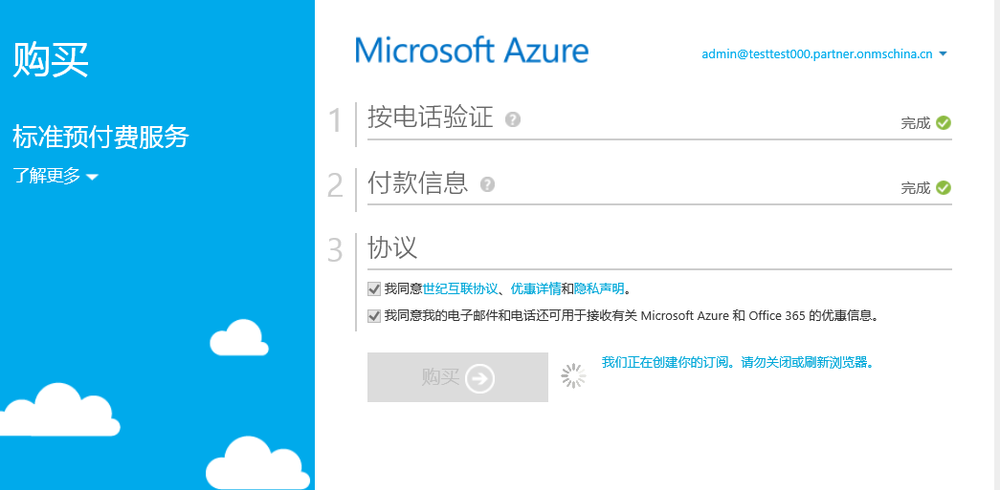 购买
标准预付费服务
了解更多
Microsoft Azure
admin@testtest000.partner.onmschina.cn
1 按电话验证 ?
完成
2 付款信息 ?
完成
3 协议
我同意世纪互联协议、优惠详情和隐私声明。
我同意我的电子邮件和电话还可用于接收有关 Microsoft Azure 和 Office 365 的优惠信息。
购买
我们正在创建你的订阅。请勿关闭或刷新浏览器。